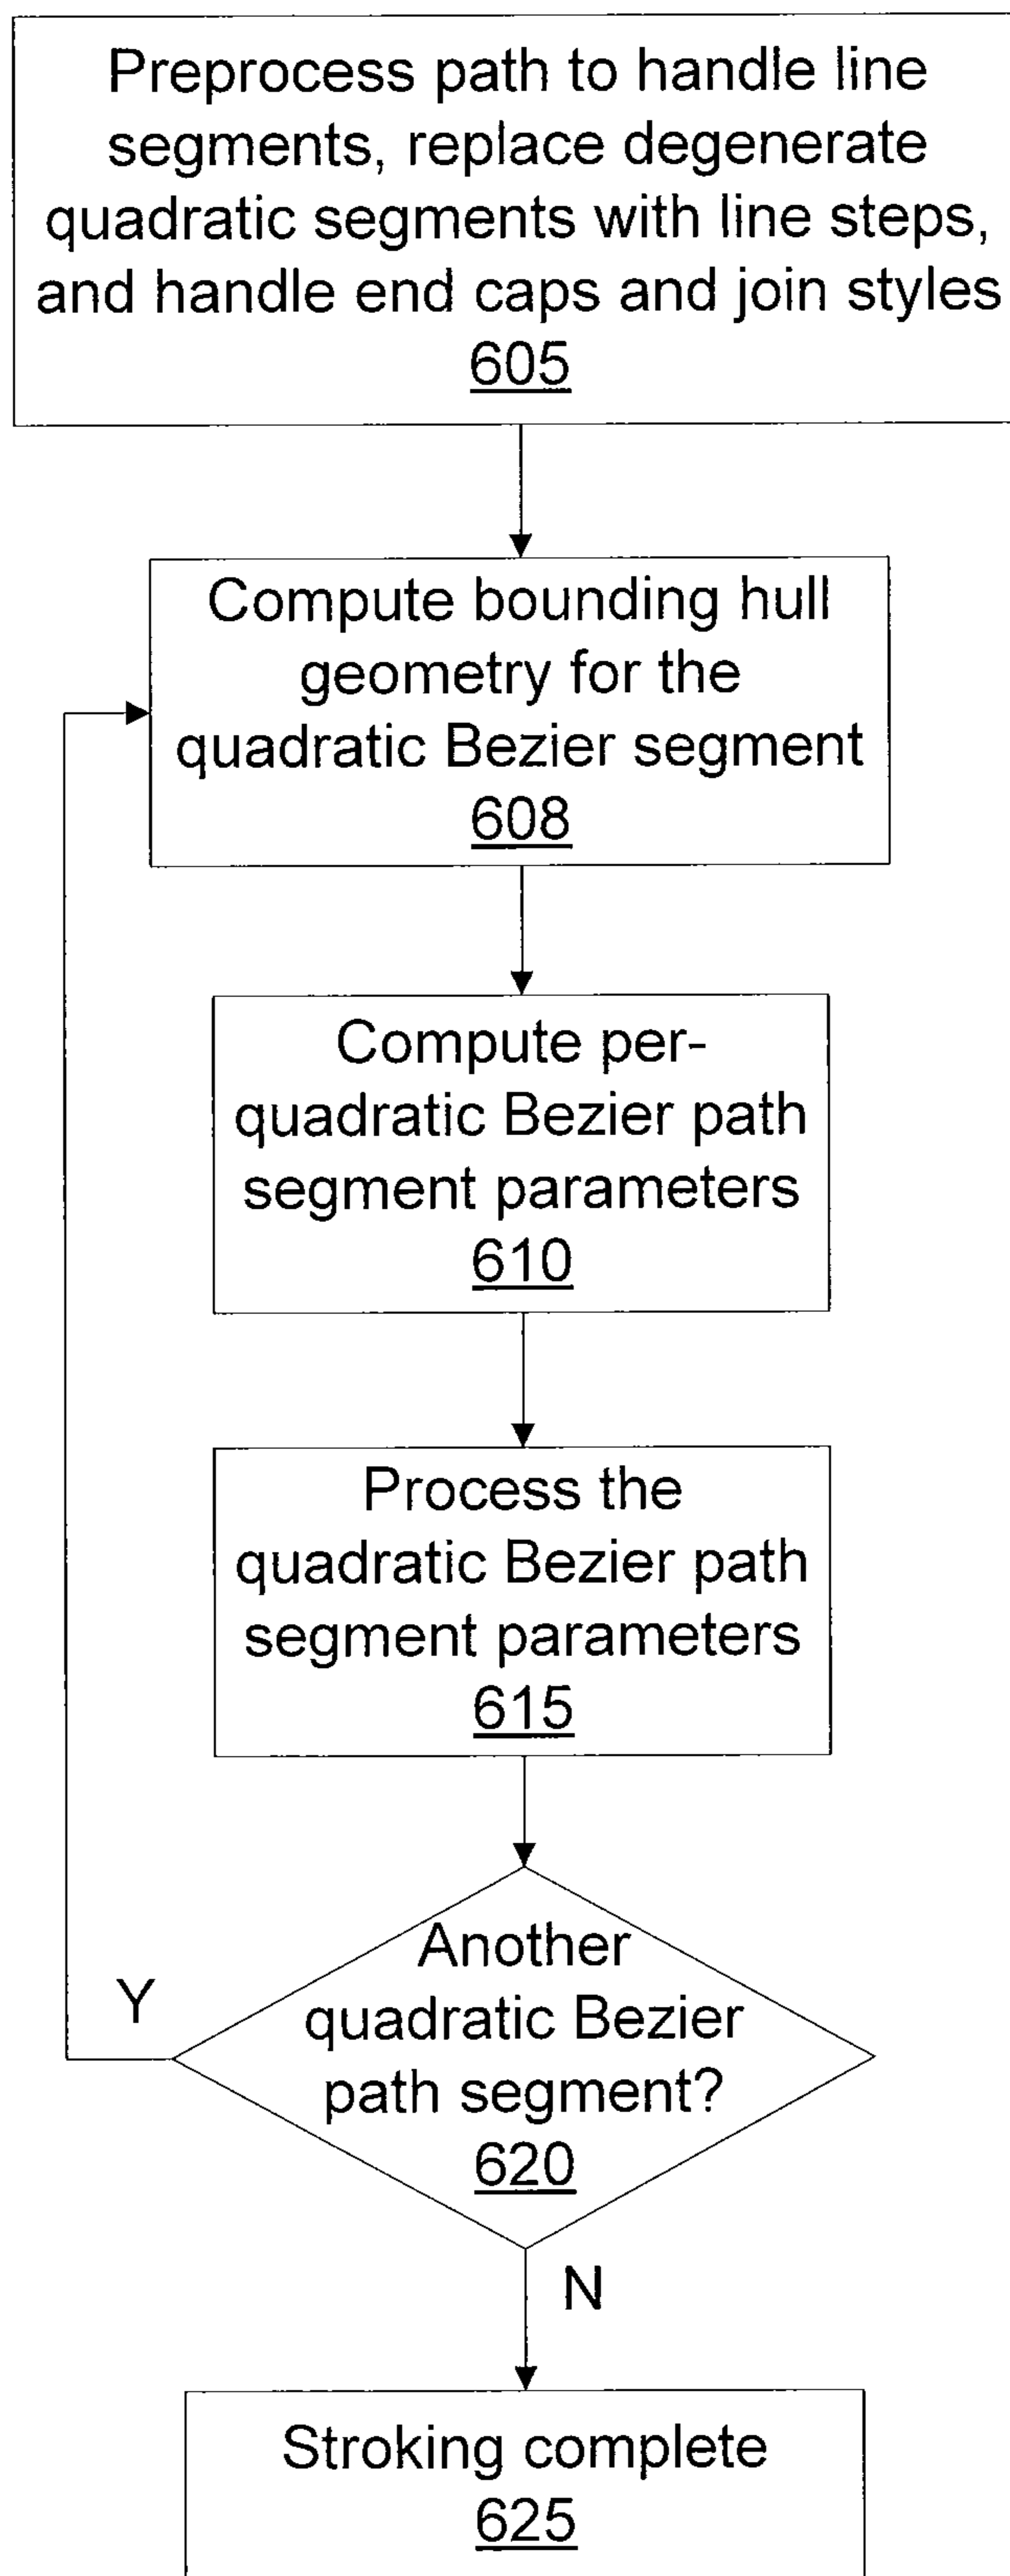 Preprocess path to handle line
segments, replace degenerate
quadratic segments with line steps,
and handle end caps and join styles
605
Compute bounding hull
geometry for the
quadratic Bezier segment
608
Compute per-
quadratic Bezier path
segment parameters
610
Process the
quadratic Bezier path
segment parameters
615
Another
quadratic Bezier
path segment?
620
Y
N
Stroking complete
625